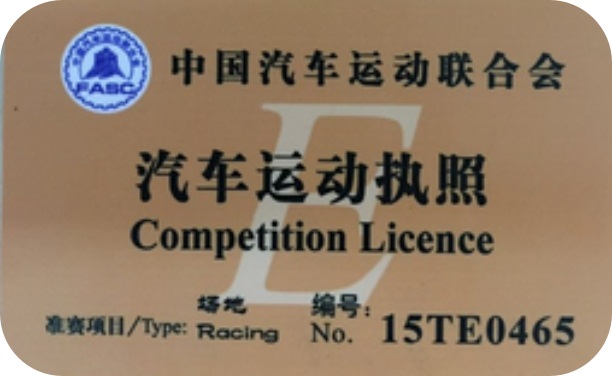 FASC
中国汽车运动联合会
E
汽车运动执照
Competition Licence
准赛项目/Type: 场地 Racing
编号: No. 15TE0465